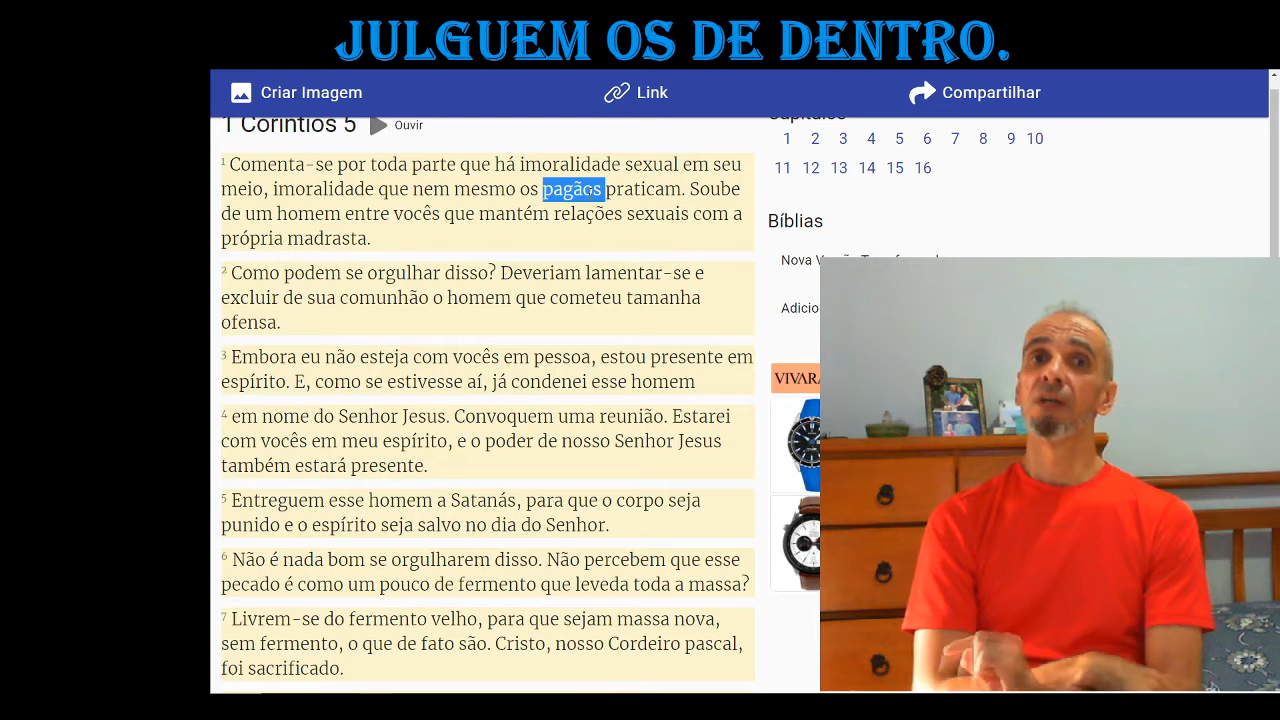 JULGUEM OS DE DENTRO.
Criar Imagem
Link
Compartilhar
1 Coríntios 5
Ouvir
1 Comenta-se por toda parte que há imoralidade sexual em seu
meio, imoralidade que nem mesmo os pagãos praticam. Soube
de um homem entre vocês que mantém relações sexuais com a
própria madrasta.
2 Como podem se orgulhar disso? Deveriam lamentar-se e
excluir de sua comunhão o homem que cometeu tamanha
ofensa.
3 Embora eu não esteja com vocês em pessoa, estou presente em
espírito. E, como se estivesse aí, já condenei esse homem
4 em nome do Senhor Jesus. Convoquem uma reunião. Estarei
com vocês em meu espírito, e o poder de nosso Senhor Jesus
também estará presente.
5 Entreguem esse homem a Satanás, para que o corpo seja
punido e o espírito seja salvo no dia do Senhor.
6 Não é nada bom se orgulharem disso. Não percebem que esse
pecado é como um pouco de fermento que leveda toda a massa?
7 Livrem-se do fermento velho, para que sejam massa nova,
sem fermento, o que de fato são. Cristo, nosso Cordeiro pascal,
foi sacrificado.
Capítulos
1 2 3 4 5 6 7 8 9 10
11 12 13 14 15 16
Bíblias
Nova
Adicio
VIVARA